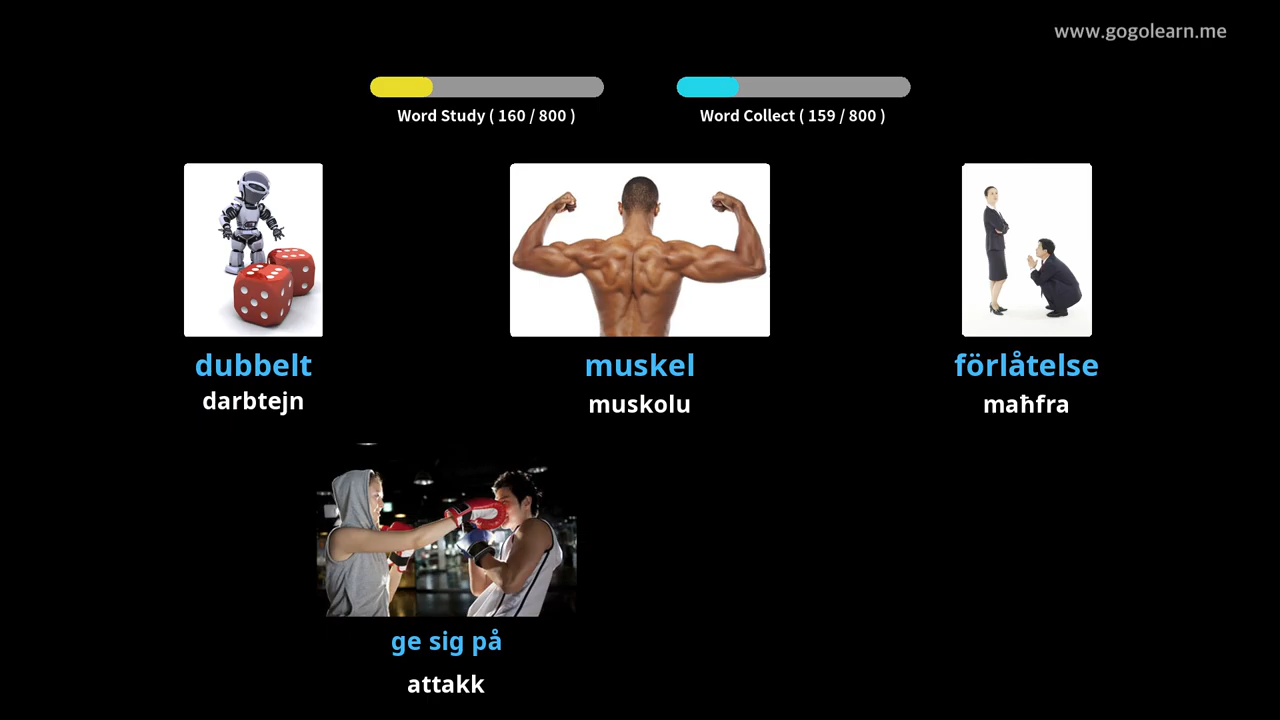 www.gogolearn.me
Word Study ( 160 / 800 )
Word Collect ( 159 / 800 )
dubbelt
darbtejn
muskel
muskolu
förlåtelse
maħfra
ge sig på
attakk